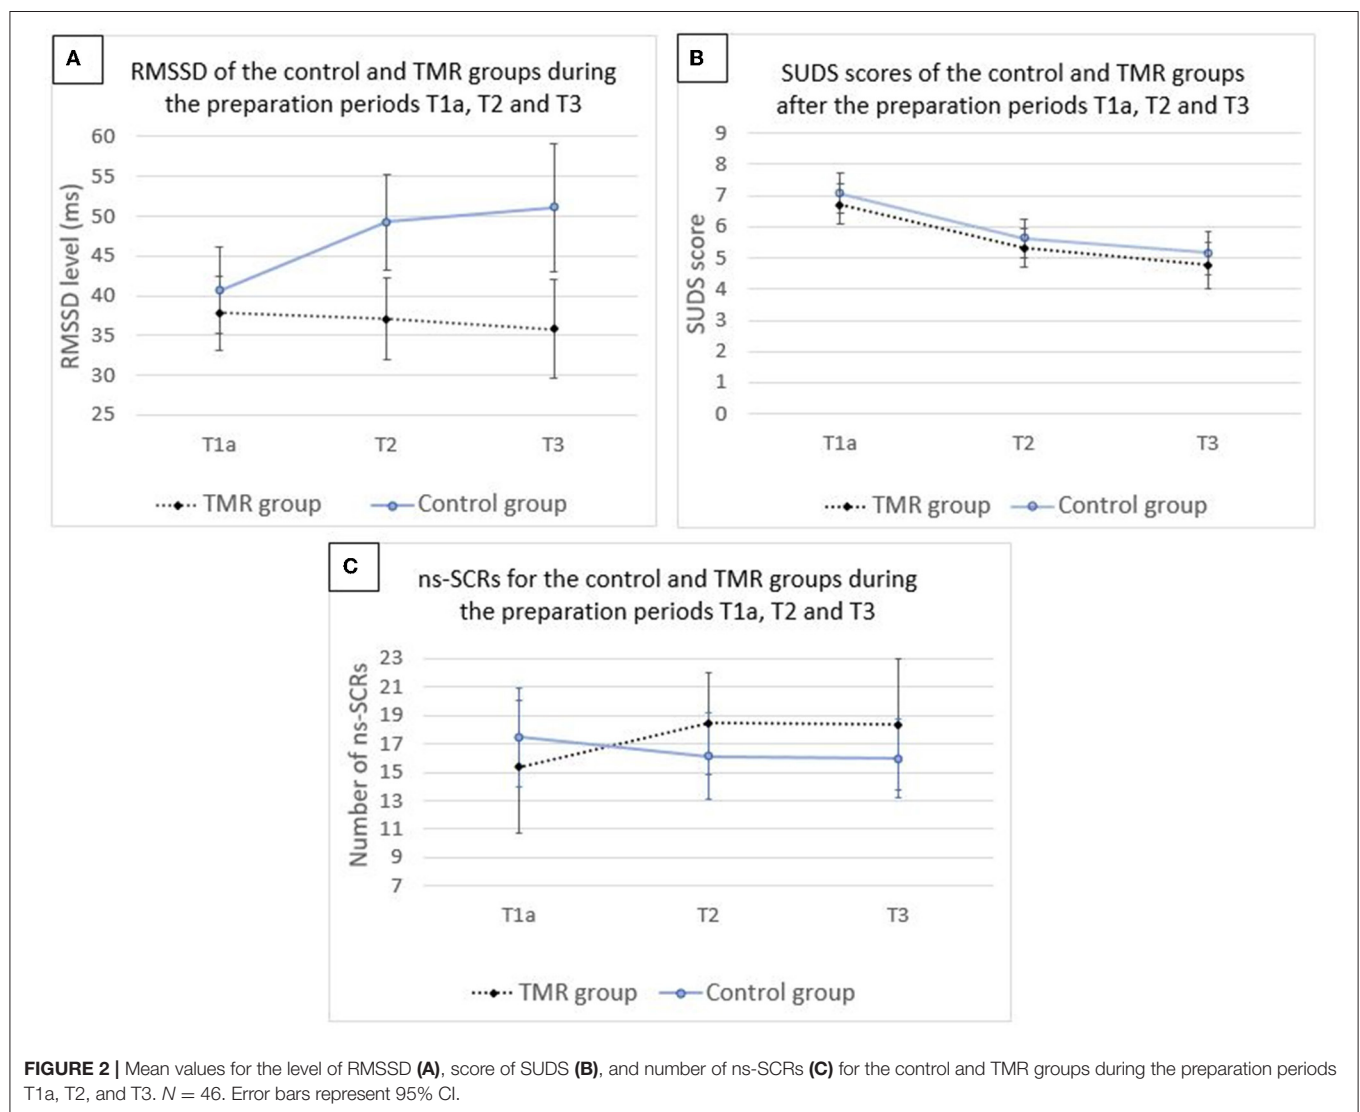 A
RMSSD of the control and TMR groups during
the preparation periods T1a, T2 and T3
RMSSD level (ms)
60
55
50
45
40
35
30
25
T1a T2 T3
TMR group Control group
B
SUDS scores of the control and TMR groups
after the preparation periods T1a, T2 and T3
SUDS score
9
8
7
6
5
4
3
2
1
0
T1a T2 T3
TMR group Control group
C
ns-SCRs for the control and TMR groups during
the preparation periods T1a, T2 and T3
Number of ns-SCRs
23
21
19
17
15
13
11
9
7
T1a T2 T3
TMR group Control group
FIGURE 2 | Mean values for the level of RMSSD (A), score of SUDS (B), and number of ns-SCRs (C) for the control and TMR groups during the preparation periods
T1a, T2, and T3. N = 46. Error bars represent 95% CI.